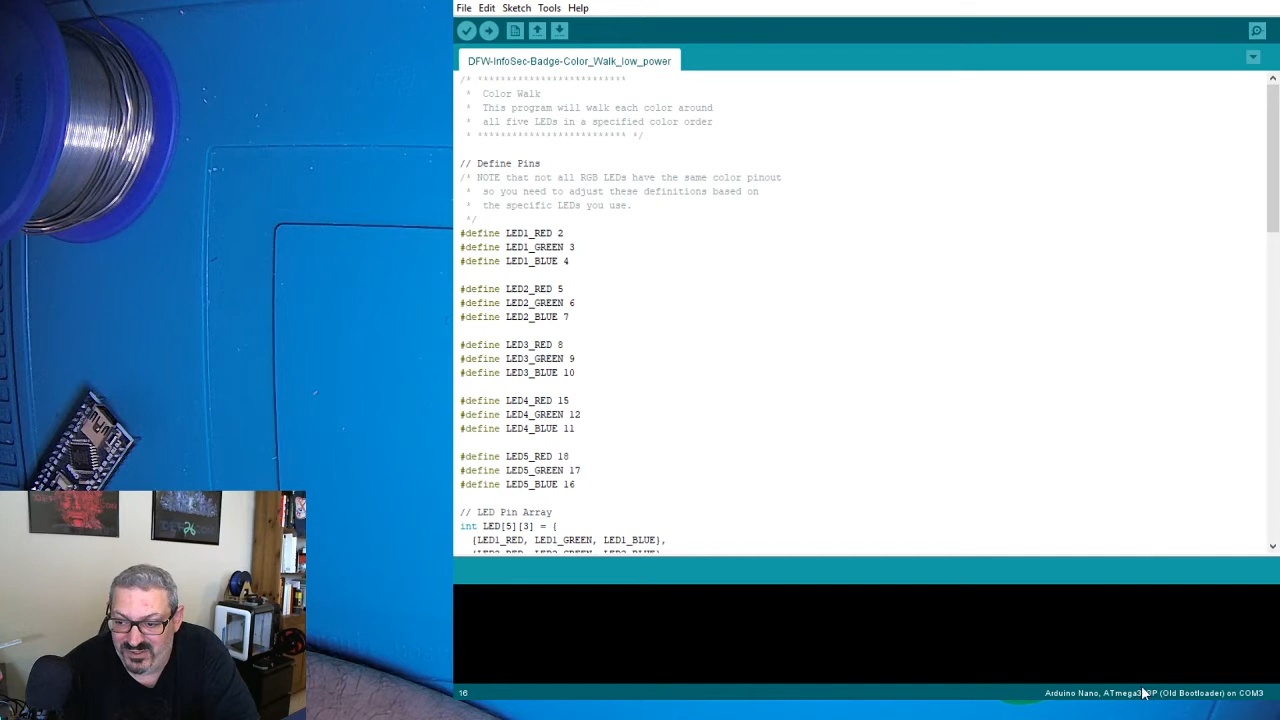 File Edit Sketch Tools Help
DFW-InfoSec-Badge-Color_Walk_low_power
/* **************************
* Color Walk
* This program will walk each color around
* all five LEDs in a specified color order
* ************************** */
// Define Pins
/* NOTE that not all RGB LEDs have the same color pinout
* so you need to adjust these definitions based on
* the specific LEDs you use.
*/
#define LED1_RED 2
#define LED1_GREEN 3
#define LED1_BLUE 4
#define LED2_RED 5
#define LED2_GREEN 6
#define LED2_BLUE 7
#define LED3_RED 8
#define LED3_GREEN 9
#define LED3_BLUE 10
#define LED4_RED 15
#define LED4_GREEN 12
#define LED4_BLUE 11
#define LED5_RED 18
#define LED5_GREEN 17
#define LED5_BLUE 16
// LED Pin Array
int LED[5][3] = {
{LED1_RED, LED1_GREEN, LED1_BLUE},
{LED2_RED, LED2_GREEN, LED2_BLUE},
16
Arduino Nano, (Old Bootloader) on COM3